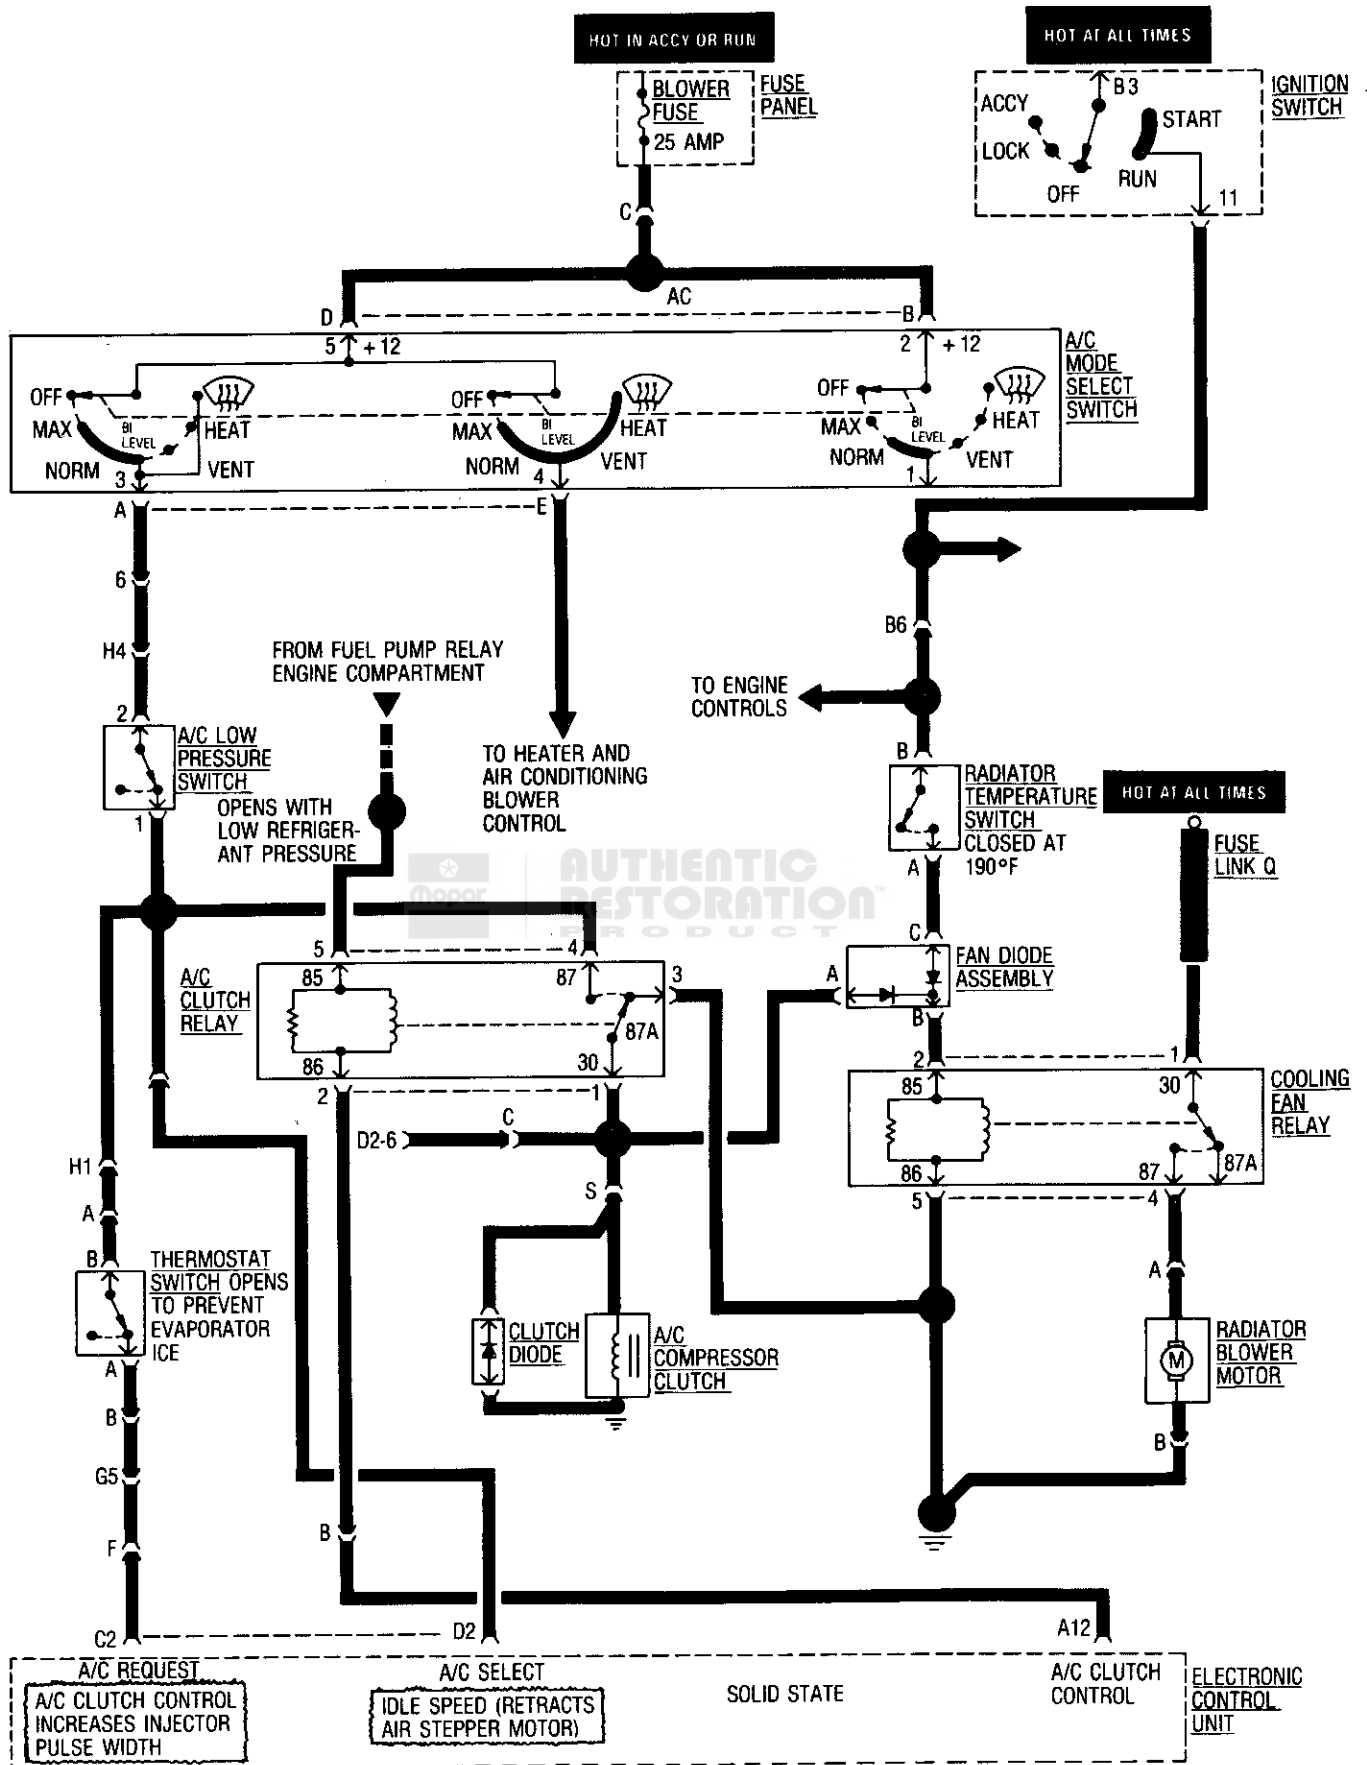 HOT IN ACCY OR RUN
HOT AT ALL TIMES
BLOWER
FUSE
25 AMP
FUSE
PANEL
B3
ACCY
LOCK
OFF
RUN
START
11
IGNITION
SWITCH
C
AC
D
B
5
+12
2
+12
A/C
MODE
SELECT
SWITCH
OFF
MAX
BI
LEVEL
HEAT
NORM
3
VENT
OFF
MAX
BI
LEVEL
HEAT
NORM
4
VENT
OFF
MAX
BI
LEVEL
HEAT
NORM
1
VENT
A
E
6
H4
B6
FROM FUEL PUMP RELAY
ENGINE COMPARTMENT
TO ENGINE
CONTROLS
2
A/C LOW
PRESSURE
SWITCH
OPENS WITH
LOW REFRIGER-
ANT PRESSURE
1
TO HEATER AND
AIR CONDITIONING
BLOWER
CONTROL
B
RADIATOR
TEMPERATURE
SWITCH
CLOSED AT
190°F
A
HOT AT ALL TIMES
FUSE
LINK Q
Mopar
AUTHENTIC
RESTORATION™
PRODUCT
5
4
A/C
CLUTCH
RELAY
85
87
3
87A
86
30
2
1
C
A
FAN DIODE
ASSEMBLY
B
2
1
85
30
COOLING
FAN
RELAY
86
87
87A
5
4
D2-6
C
S
H1
A
B
THERMOSTAT
SWITCH OPENS
TO PREVENT
EVAPORATOR
ICE
A
B
G5
F
CLUTCH
DIODE
A/C
COMPRESSOR
CLUTCH
A
RADIATOR
BLOWER
MOTOR
M
B
B
C2
D2
A12
A/C REQUEST
A/C CLUTCH CONTROL
INCREASES INJECTOR
PULSE WIDTH
A/C SELECT
IDLE SPEED (RETRACTS
AIR STEPPER MOTOR)
SOLID STATE
A/C CLUTCH
CONTROL
ELECTRONIC
CONTROL
UNIT